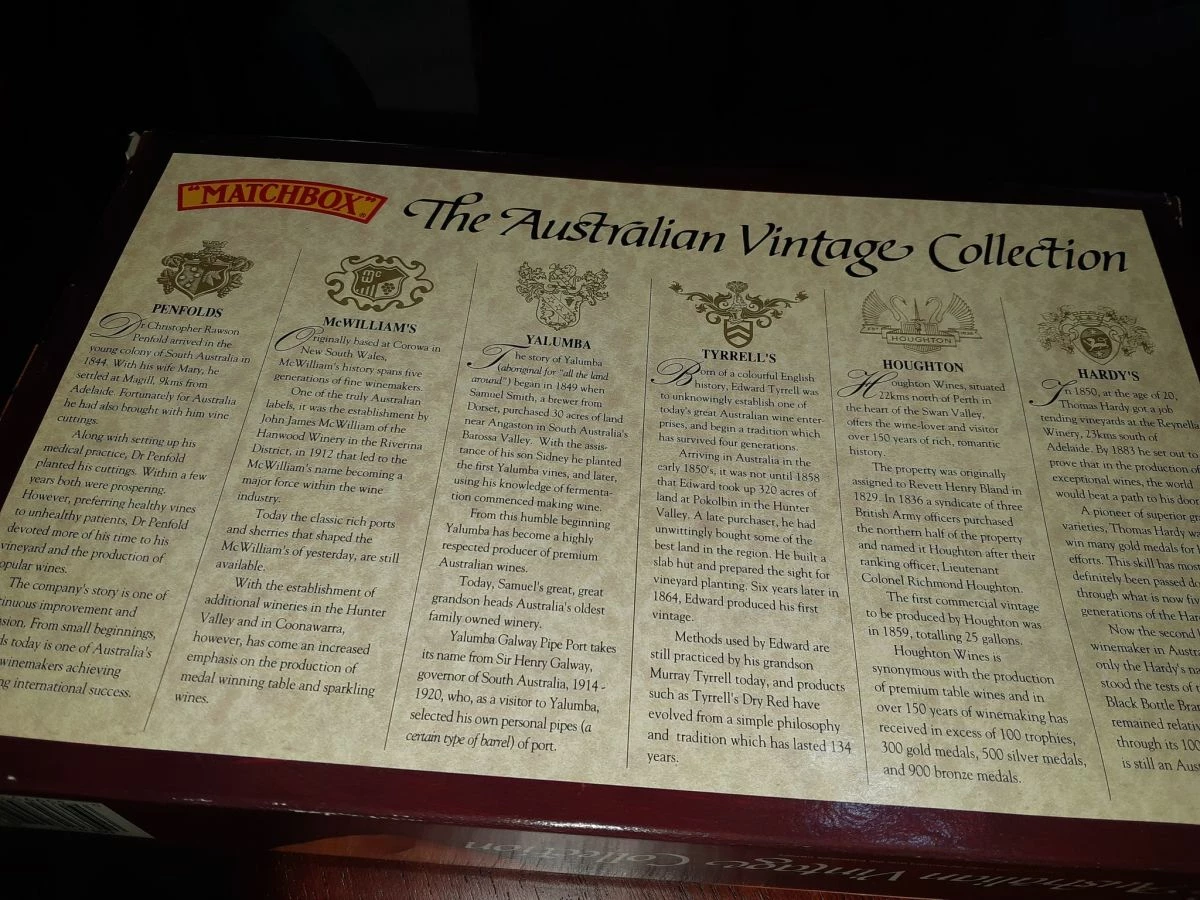 "MATCHBOX"®
The Australian Vintage Collection
PENFOLDS
Dr Christopher Rawson
Penfold arrived in the
young colony of South Australia in
1844. With his wife Mary, he
settled at Magill, 9kms from
Adelaide. Fortunately for Australia
he had also brought with him vine
cuttings.
Along with setting up his
medical practice, Dr Penfold
planted his cuttings. Within a few
years both were prospering.
However, preferring healthy vines
to unhealthy patients, Dr Penfold
devoted more of his time to his
vineyard and the production of
opular wines.
The company's story is one of
inuous improvement and
sion. From small beginnings,
ds today is one of Australia's
winemakers achieving
ng international success.
McWILLIAM'S
Originally based at Corowa in
New South Wales,
McWilliam's history spans five
generations of fine winemakers.
One of the truly Australian
labels, it was the establishment by
John James McWilliam of the
Hanwood Winery in the Riverina
District, in 1912 that led to the
McWilliam's name becoming a
major force within the wine
industry.
Today the classic rich ports
and sherries that shaped the
McWilliam's of yesterday, are still
available.
With the establishment of
additional wineries in the Hunter
Valley and in Coonawarra,
however, has come an increased
emphasis on the production of
medal winning table and sparkling
wines.
YALUMBA
The story of Yalumba
(aboriginal for "all the land
around") began in 1849 when
Samuel Smith, a brewer from
Dorset, purchased 30 acres of land
near Angaston in South Australia's
Barossa Valley. With the assis-
tance of his son Sidney he planted
the first Yalumba vines, and later,
using his knowledge of fermenta-
tion commenced making wine.
From this humble beginning
Yalumba has become a highly
respected producer of premium
Australian wines.
Today, Samuel's great, great
grandson heads Australia's oldest
family owned winery.
Yalumba Galway Pipe Port takes
its name from Sir Henry Galway,
governor of South Australia, 1914 -
1920, who, as a visitor to Yalumba,
selected his own personal pipes (a
certain type of barrel) of port.
TYRRELL'S
Born of a colourful English
history, Edward Tyrrell was
to unknowingly establish one of
today's great Australian wine enter-
prises, and begin a tradition which
has survived four generations.
Arriving in Australia in the
early 1850's, it was not until 1858
that Edward took up 320 acres of
land at Pokolbin in the Hunter
Valley. A late purchaser, he had
unwittingly bought some of the
best land in the region. He built a
slab hut and prepared the sight for
vineyard planting. Six years later in
1864, Edward produced his first
vintage.
Methods used by Edward are
still practiced by his grandson
Murray Tyrrell today, and products
such as Tyrrell's Dry Red have
evolved from a simple philosophy
and tradition which has lasted 134
years.
HOUGHTON
HOUGHTON
Houghton Wines, situated
22kms north of Perth in
the heart of the Swan Valley,
offers the wine-lover and visitor
over 150 years of rich, romantic
history.
The property was originally
assigned to Revett Henry Bland in
1829. In 1836 a syndicate of three
British Army officers purchased
the northern half of the property
and named it Houghton after their
ranking officer, Lieutenant
Colonel Richmond Houghton.
The first commercial vintage
to be produced by Houghton was
in 1859, totalling 25 gallons.
Houghton Wines is
synonymous with the production
of premium table wines and in
over 150 years of winemaking has
received in excess of 100 trophies,
300 gold medals, 500 silver medals,
and 900 bronze medals.
HARDY'S
In 1850, at the age of 20,
Thomas Hardy got a job
tending vineyards at the Reynella
Winery, 23kms south of
Adelaide. By 1883 he set out to
prove that in the production of
exceptional wines, the world
would beat a path to his door
A pioneer of superior gr
varieties, Thomas Hardy wa
win many gold medals for
efforts. This skill has most
definitely been passed d
through what is now fiv
generations of the Har
Now the second
winemaker in Austra
only the Hardy's na
stood the tests of t
Black Bottle Bran
remained relativ
through its 100
is still an Aust
Australian Vintage Collection